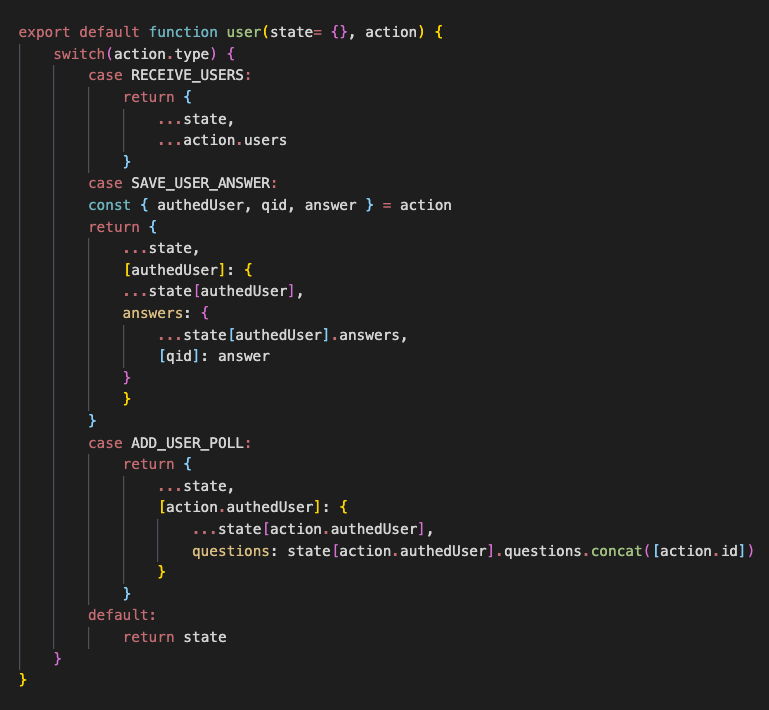 export default function user(state= {}, action) {
    switch(action.type) {
        case RECEIVE_USERS:
            return {
                ...state,
                ...action.users
            }
        case SAVE_USER_ANSWER:
        const { authedUser, qid, answer } = action
        return {
            ...state,
            [authedUser]: {
            ...state[authedUser],
            answers: {
                ...state[authedUser].answers,
                [qid]: answer
            }
            }
        }
        case ADD_USER_POLL:
            return {
                ...state,
                [action.authedUser]: {
                    ...state[action.authedUser],
                    questions: state[action.authedUser].questions.concat([action.id])
                }
            }
        default:
            return state
    }
}